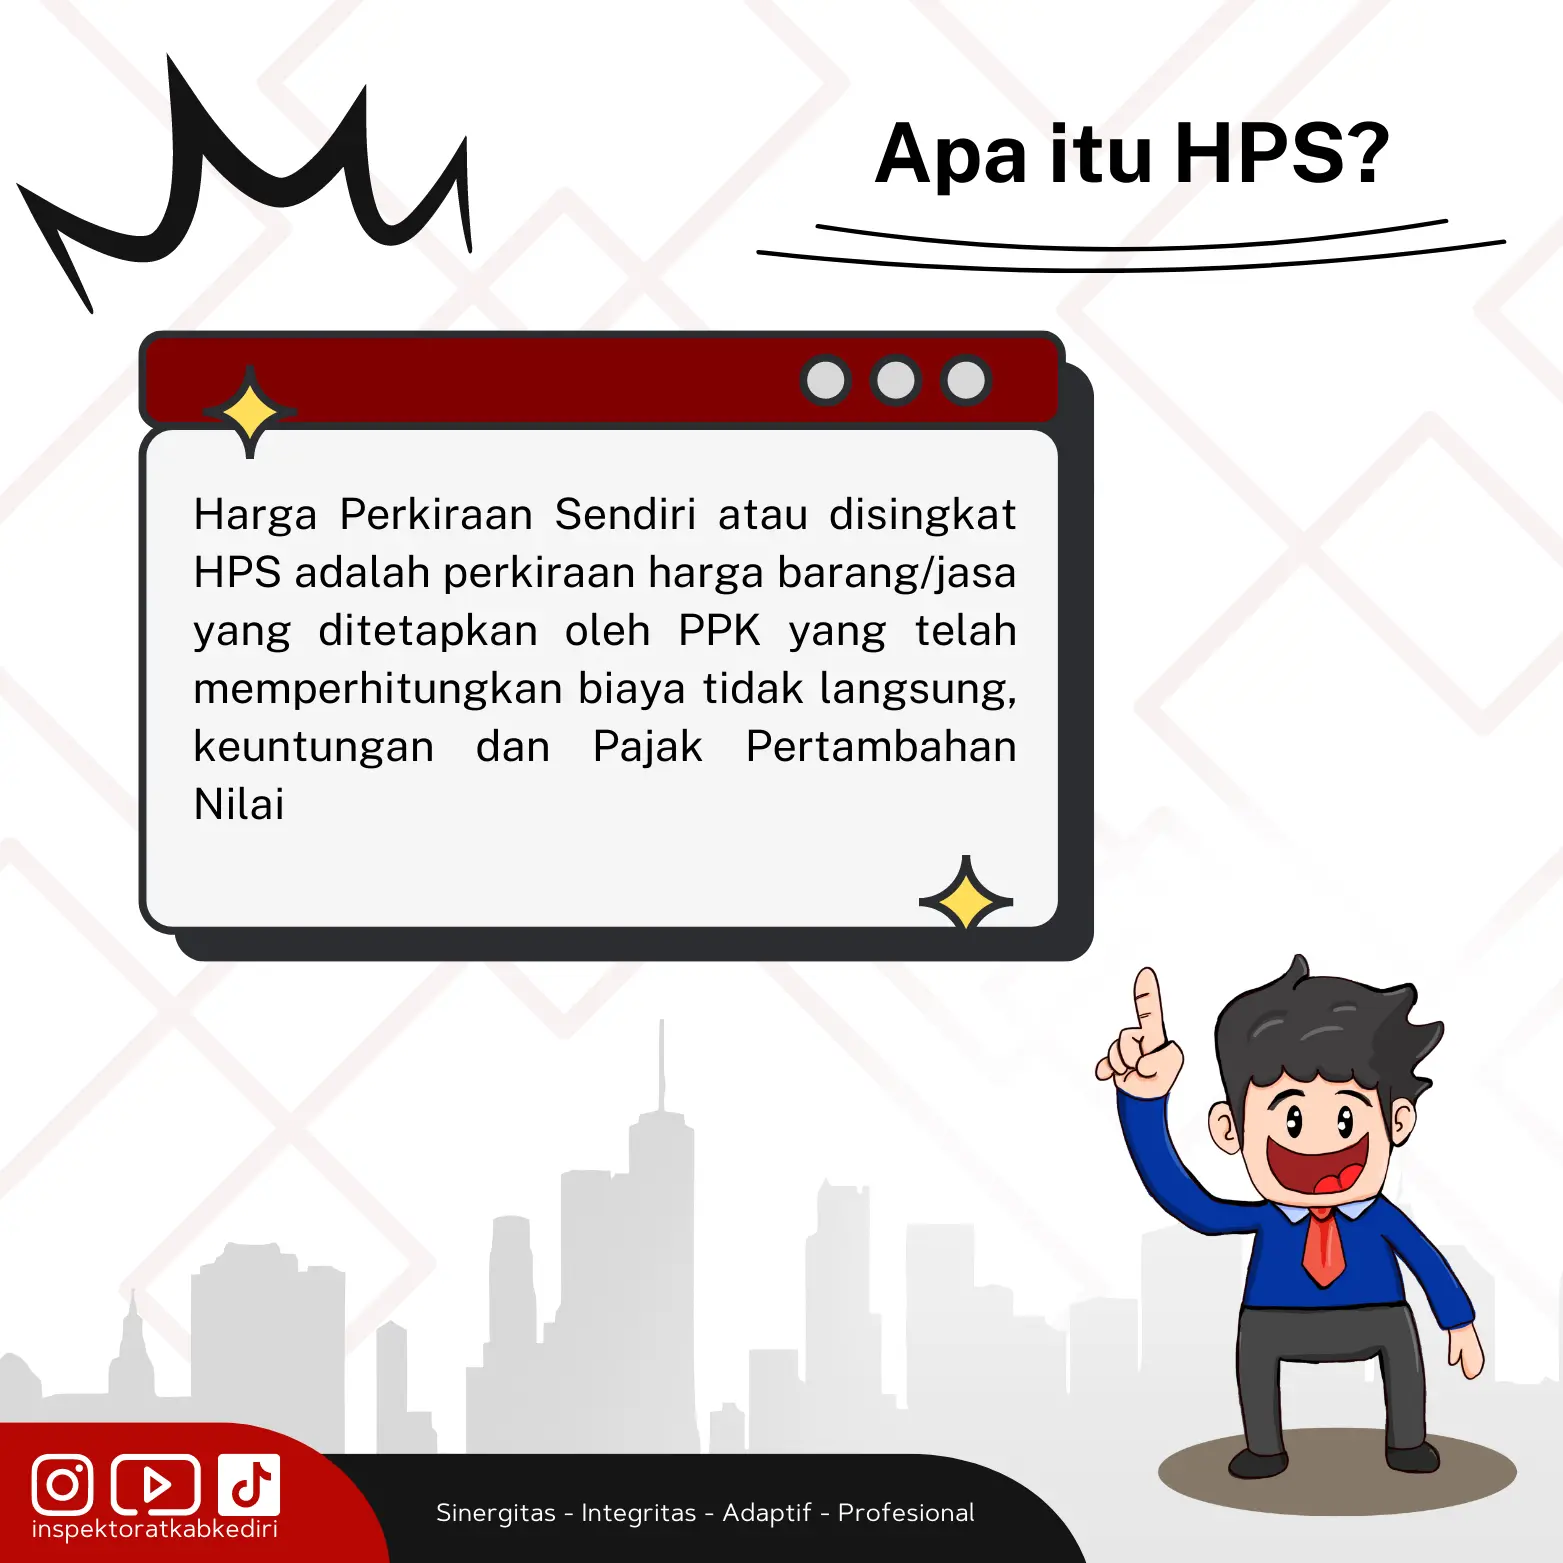 Apa itu HPS?
Harga Perkiraan Sendiri atau disingkat
HPS adalah perkiraan harga barang/jasa
yang ditetapkan oleh PPK yang telah
memperhitungkan biaya tidak langsung,
keuntungan dan Pajak Pertambahan
Nilai
inspektoratkabkediri
Sinergitas - Integritas - Adaptif - Profesional